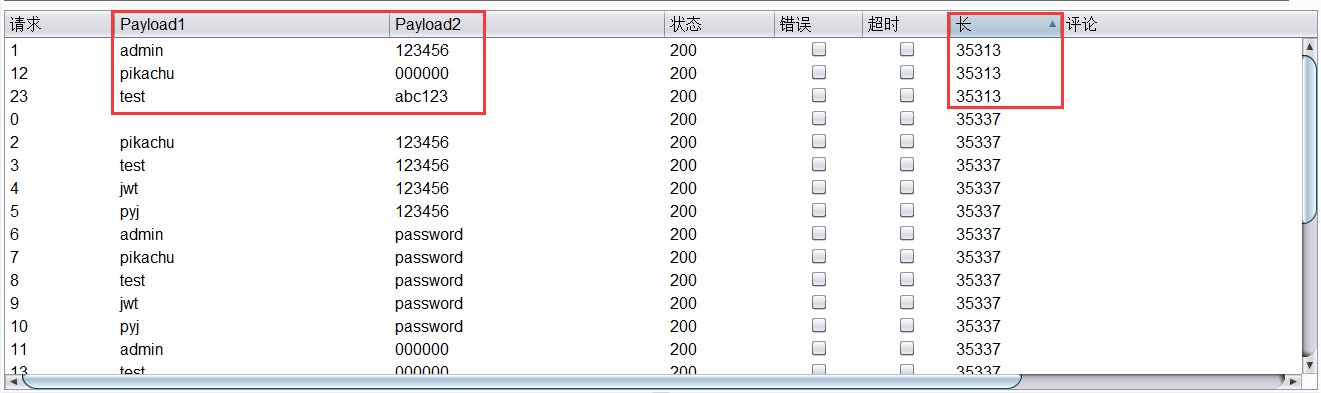 请求 Payload1 Payload2 状态 错误 超时 长 评论
1 admin 123456 200 35313
12 pikachu 000000 200 35313
23 test abc123 200 35313
0 200 35337
2 pikachu 123456 200 35337
3 test 123456 200 35337
4 jwt 123456 200 35337
5 pyj 123456 200 35337
6 admin password 200 35337
7 pikachu password 200 35337
8 test password 200 35337
9 jwt password 200 35337
10 pyj password 200 35337
11 admin 000000 200 35337
13 test 000000 200 35337